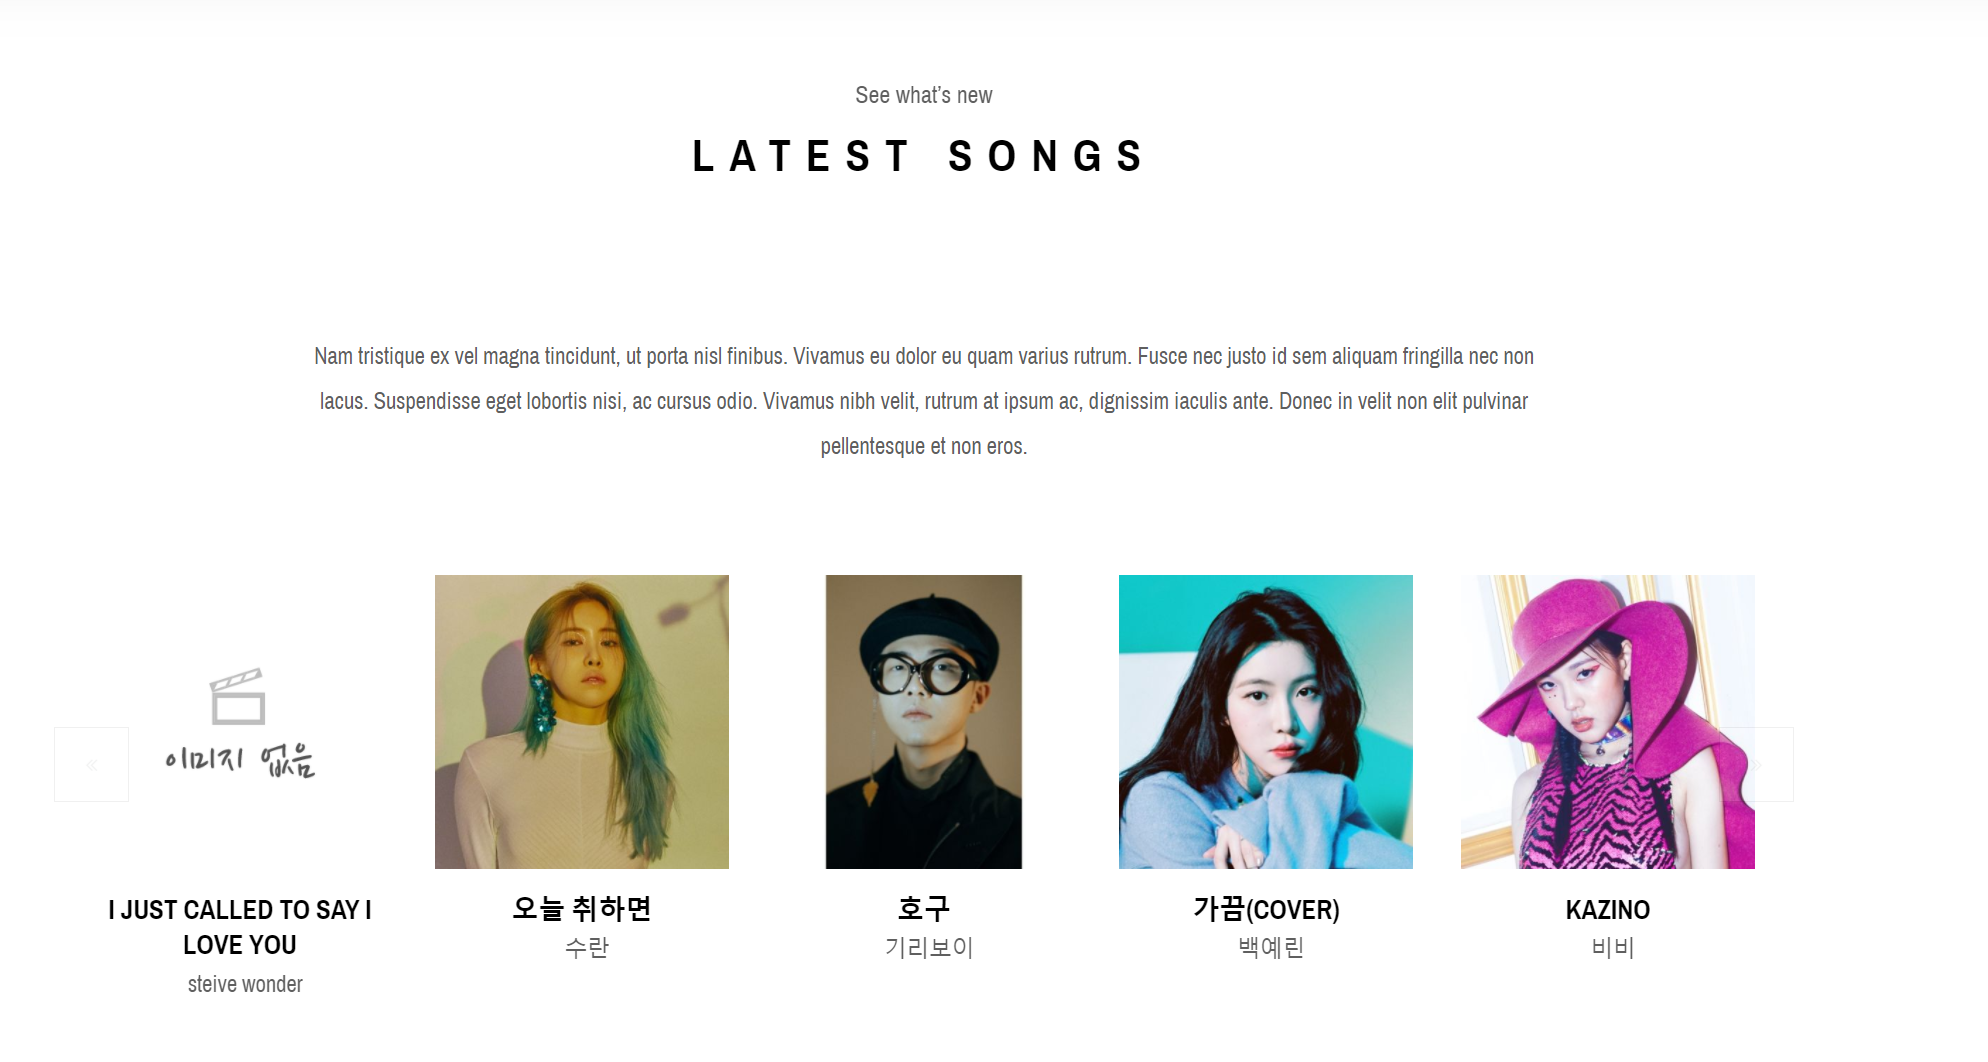 See what’s new
LATEST SONGS
Nam tristique ex vel magna tincidunt, ut porta nisl finibus. Vivamus eu dolor eu quam varius rutrum. Fusce nec justo id sem aliquam fringilla nec non
lacus. Suspendisse eget lobortis nisi, ac cursus odio. Vivamus nibh velit, rutrum at ipsum ac, dignissim iaculis ante. Donec in velit non elit pulvinar
pellentesque et non eros.
«
이미지 없음
»
I JUST CALLED TO SAY I
LOVE YOU
steive wonder
오늘 취하면
수란
호구
기리보이
가끔(COVER)
백예린
KAZINO
비비